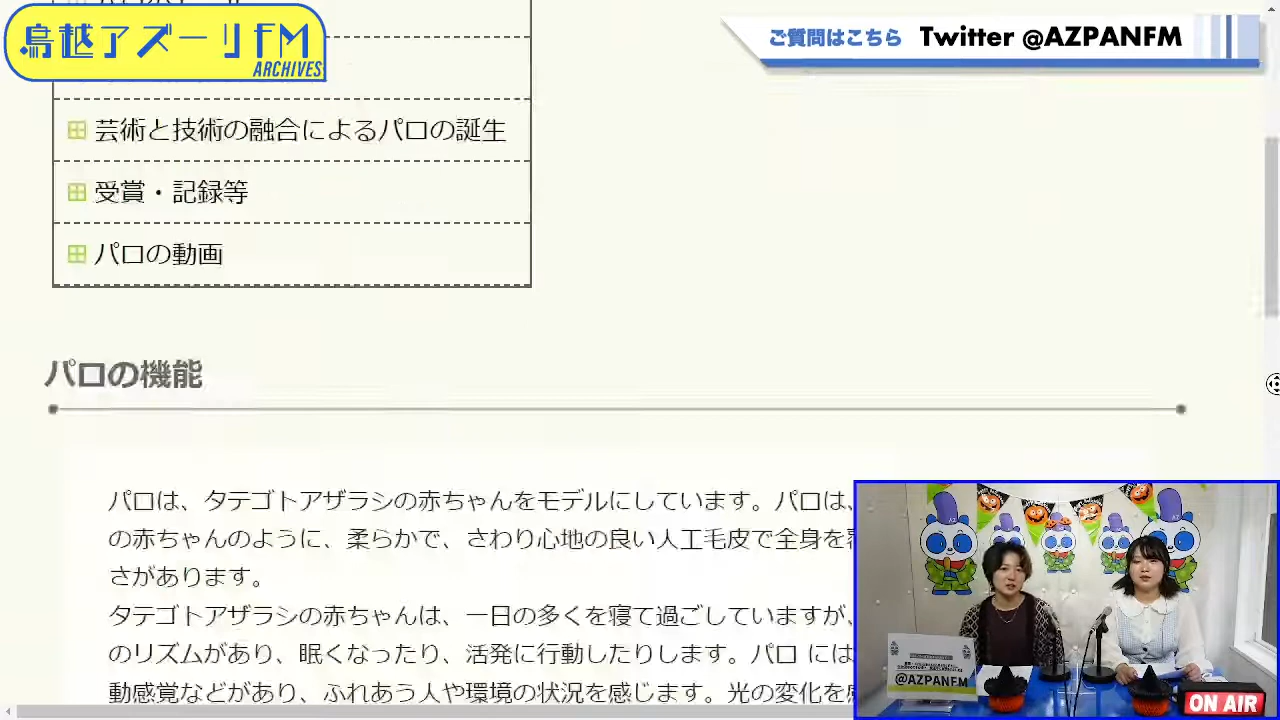 鳥越アズーリFM
ARCHIVES
ご質問はこちら Twitter @AZPANFM
芸術と技術の融合によるパロの誕生
受賞・記録等
パロの動画
パロの機能
パロは、タテゴトアザラシの赤ちゃんをモデルにしています。パロは、
の赤ちゃんのように、柔らかで、さわり心地の良い人工毛皮で全身を覆
さがあります。
タテゴトアザラシの赤ちゃんは、一日の多くを寝て過ごしていますが、
のリズムがあり、眠くなったり、活発に行動したりします。パロ には
動感覚などがあり、ふれあう人や環境の状況を感じます。光の変化を感
@AZPANFM
ON AIR